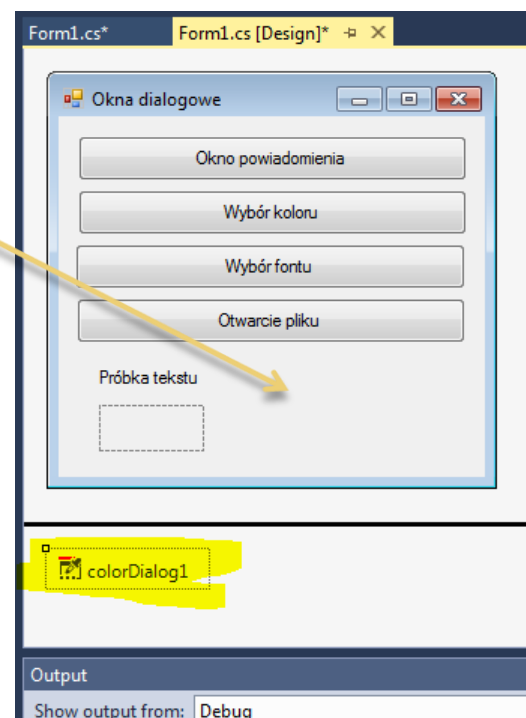 Form1.cs*
Form1.cs [Design]*
Okna dialogowe
Okno powiadomienia
Wybór koloru
Wybór fontu
Otwarcie pliku
Próbka tekstu
colorDialog1
Output
Show output from: Debug